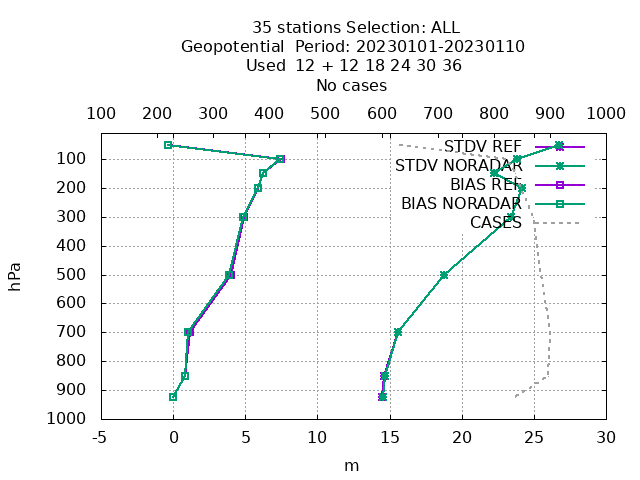 35 stations Selection: ALL
Geopotential  Period: 20230101-20230110
Used  12 + 12 18 24 30 36
No cases
100 200 300 400 500 600 700 800 900 1000
STDV REF
STDV NORADAR
BIAS REF
BIAS NORADAR
CASES
hPa
100
200
300
400
500
600
700
800
900
1000
-5 0 5 10 15 20 25 30
m